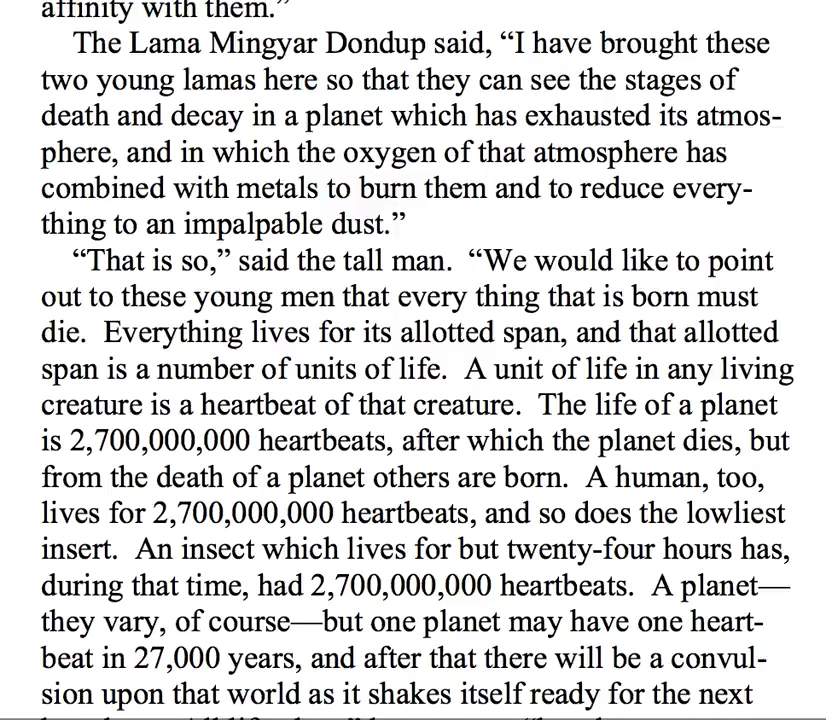 affinity with them.”
The Lama Mingyar Dondup said, “I have brought these
two young lamas here so that they can see the stages of
death and decay in a planet which has exhausted its atmos-
phere, and in which the oxygen of that atmosphere has
combined with metals to burn them and to reduce every-
thing to an impalpable dust.”
“That is so,” said the tall man.  “We would like to point
out to these young men that every thing that is born must
die.  Everything lives for its allotted span, and that allotted
span is a number of units of life.  A unit of life in any living
creature is a heartbeat of that creature.  The life of a planet
is 2,700,000,000 heartbeats, after which the planet dies, but
from the death of a planet others are born.  A human, too,
lives for 2,700,000,000 heartbeats, and so does the lowliest
insert.  An insect which lives for but twenty-four hours has,
during that time, had 2,700,000,000 heartbeats.  A planet—
they vary, of course—but one planet may have one heart-
beat in 27,000 years, and after that there will be a convul-
sion upon that world as it shakes itself ready for the next